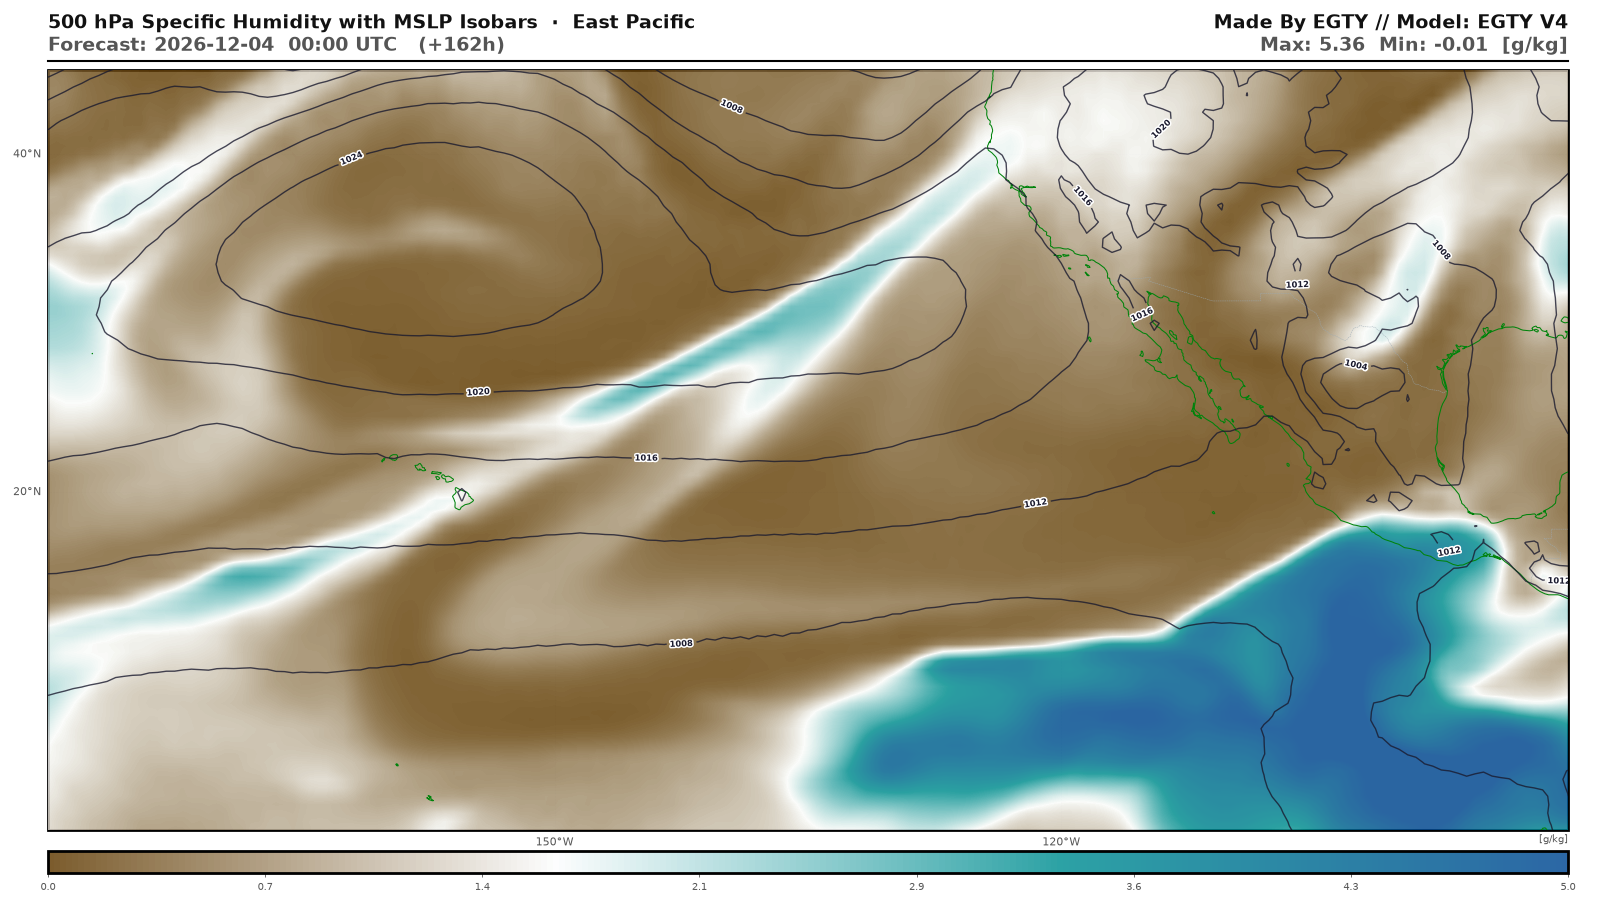 500 hPa Specific Humidity with MSLP Isobars · East Pacific
Made By EGTY // Model: EGTY V4
Forecast: 2026-12-04 00:00 UTC (+162h)
Max: 5.36 Min: -0.01 [g/kg]
1008
1020
1024
40°N
1016
1008
1012
1016
1004
1020
1016
20°N
1012
1012
1012
1008
150°W
120°W
[g/kg]
0.0
0.7
1.4
2.1
2.9
3.6
4.3
5.0